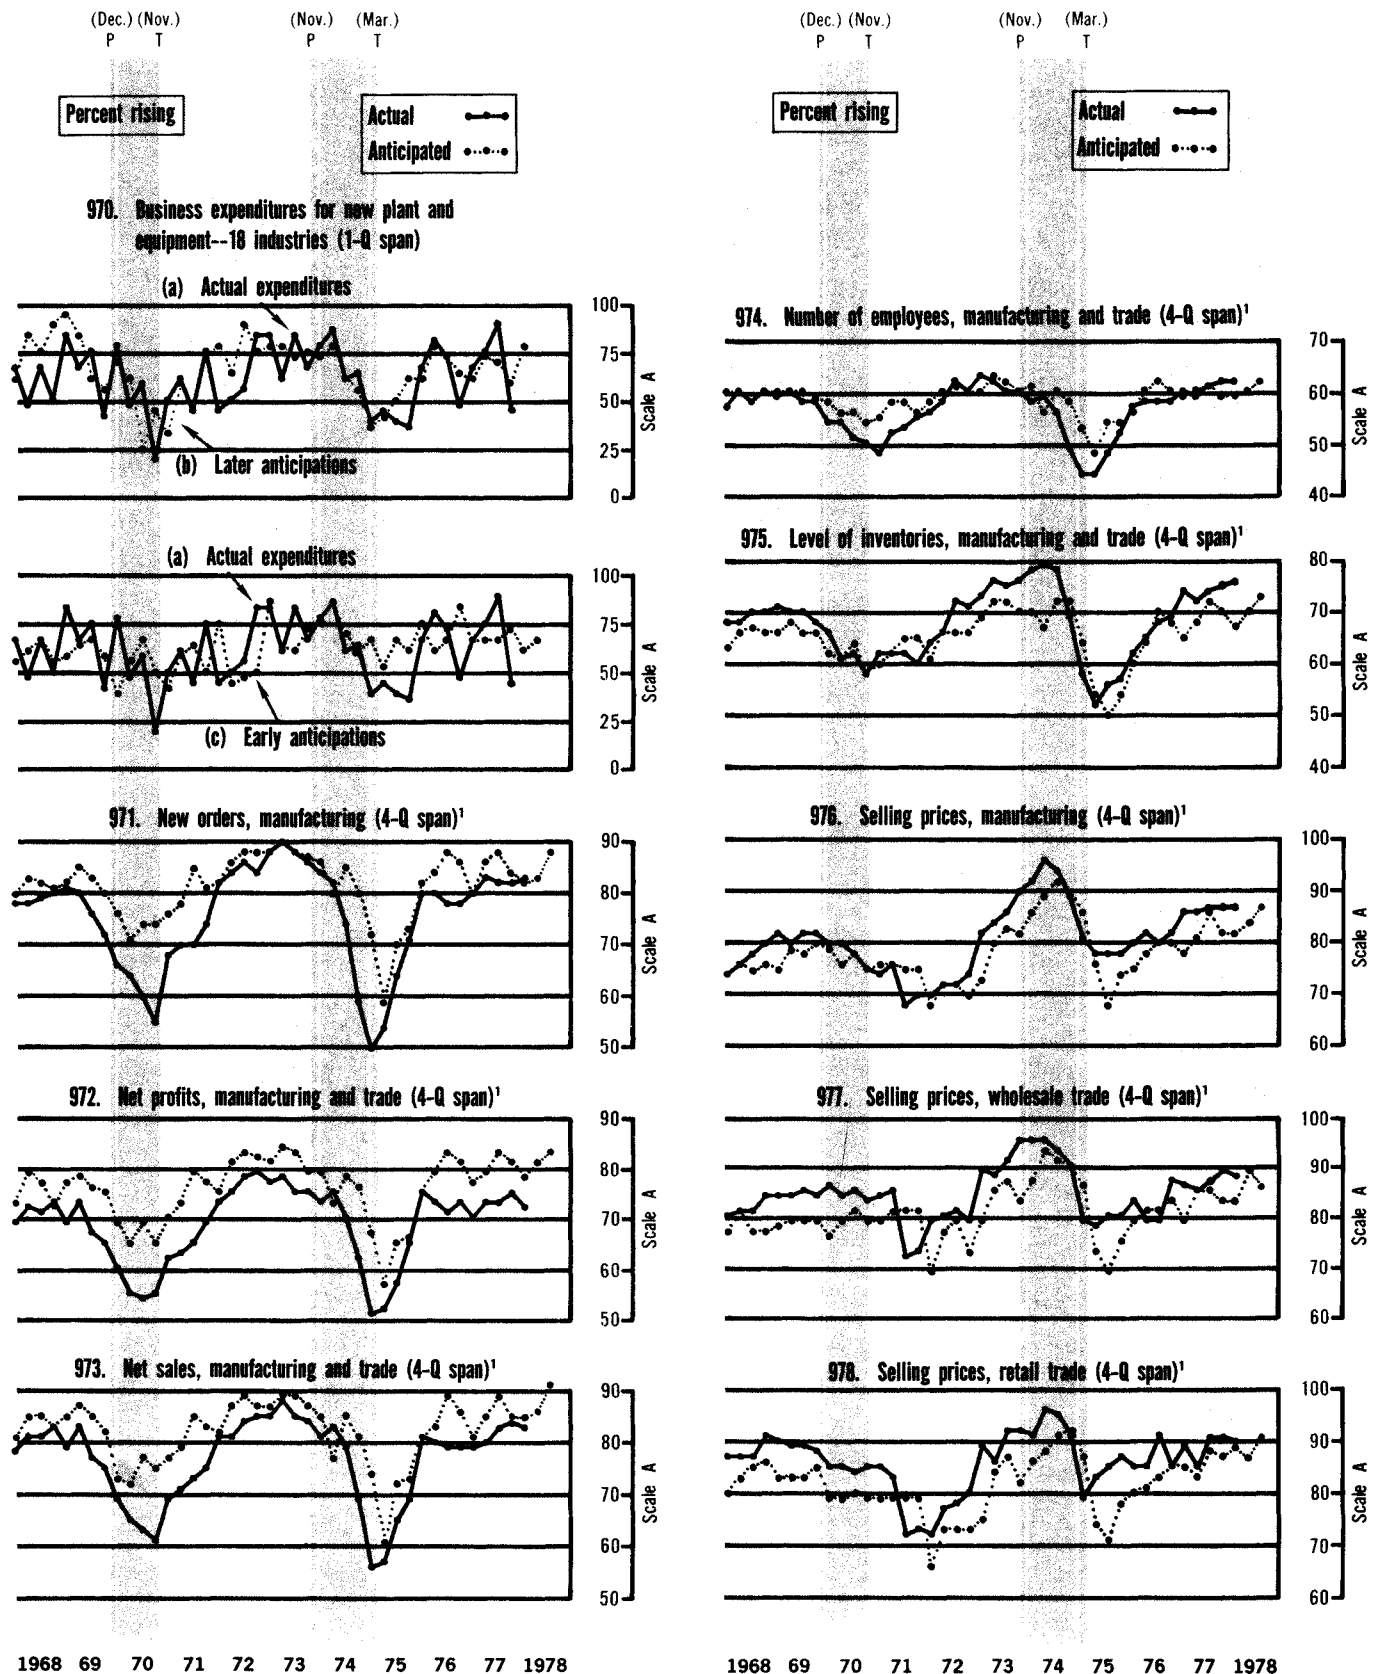 (Dec.) (Nov.) (Nov.) (Mar.)
P T P T
Percent rising
Actual
Anticipated
970. Business expenditures for new plant and
equipment--18 industries (1-Q span)
(a) Actual expenditures
100
75
50
25
0
Scale A
(b) Later anticipations
(a) Actual expenditures
100
75
50
25
0
Scale A
(c) Early anticipations
971. New orders, manufacturing (4-Q span)¹
90
80
70
60
50
Scale A
972. Net profits, manufacturing and trade (4-Q span)¹
90
80
70
60
50
Scale A
973. Net sales, manufacturing and trade (4-Q span)¹
90
80
70
60
50
Scale A
1968 69 70 71 72 73 74 75 76 77 1978
(Dec.) (Nov.) (Nov.) (Mar.)
P T P T
Percent rising
Actual
Anticipated
974. Number of employees, manufacturing and trade (4-Q span)¹
70
60
50
40
Scale A
975. Level of inventories, manufacturing and trade (4-Q span)¹
80
70
60
50
40
Scale A
976. Selling prices, manufacturing (4-Q span)¹
100
90
80
70
60
Scale A
977. Selling prices, wholesale trade (4-Q span)¹
100
90
80
70
60
Scale A
978. Selling prices, retail trade (4-Q span)¹
100
90
80
70
60
Scale A
1968 69 70 71 72 73 74 75 76 77 1978